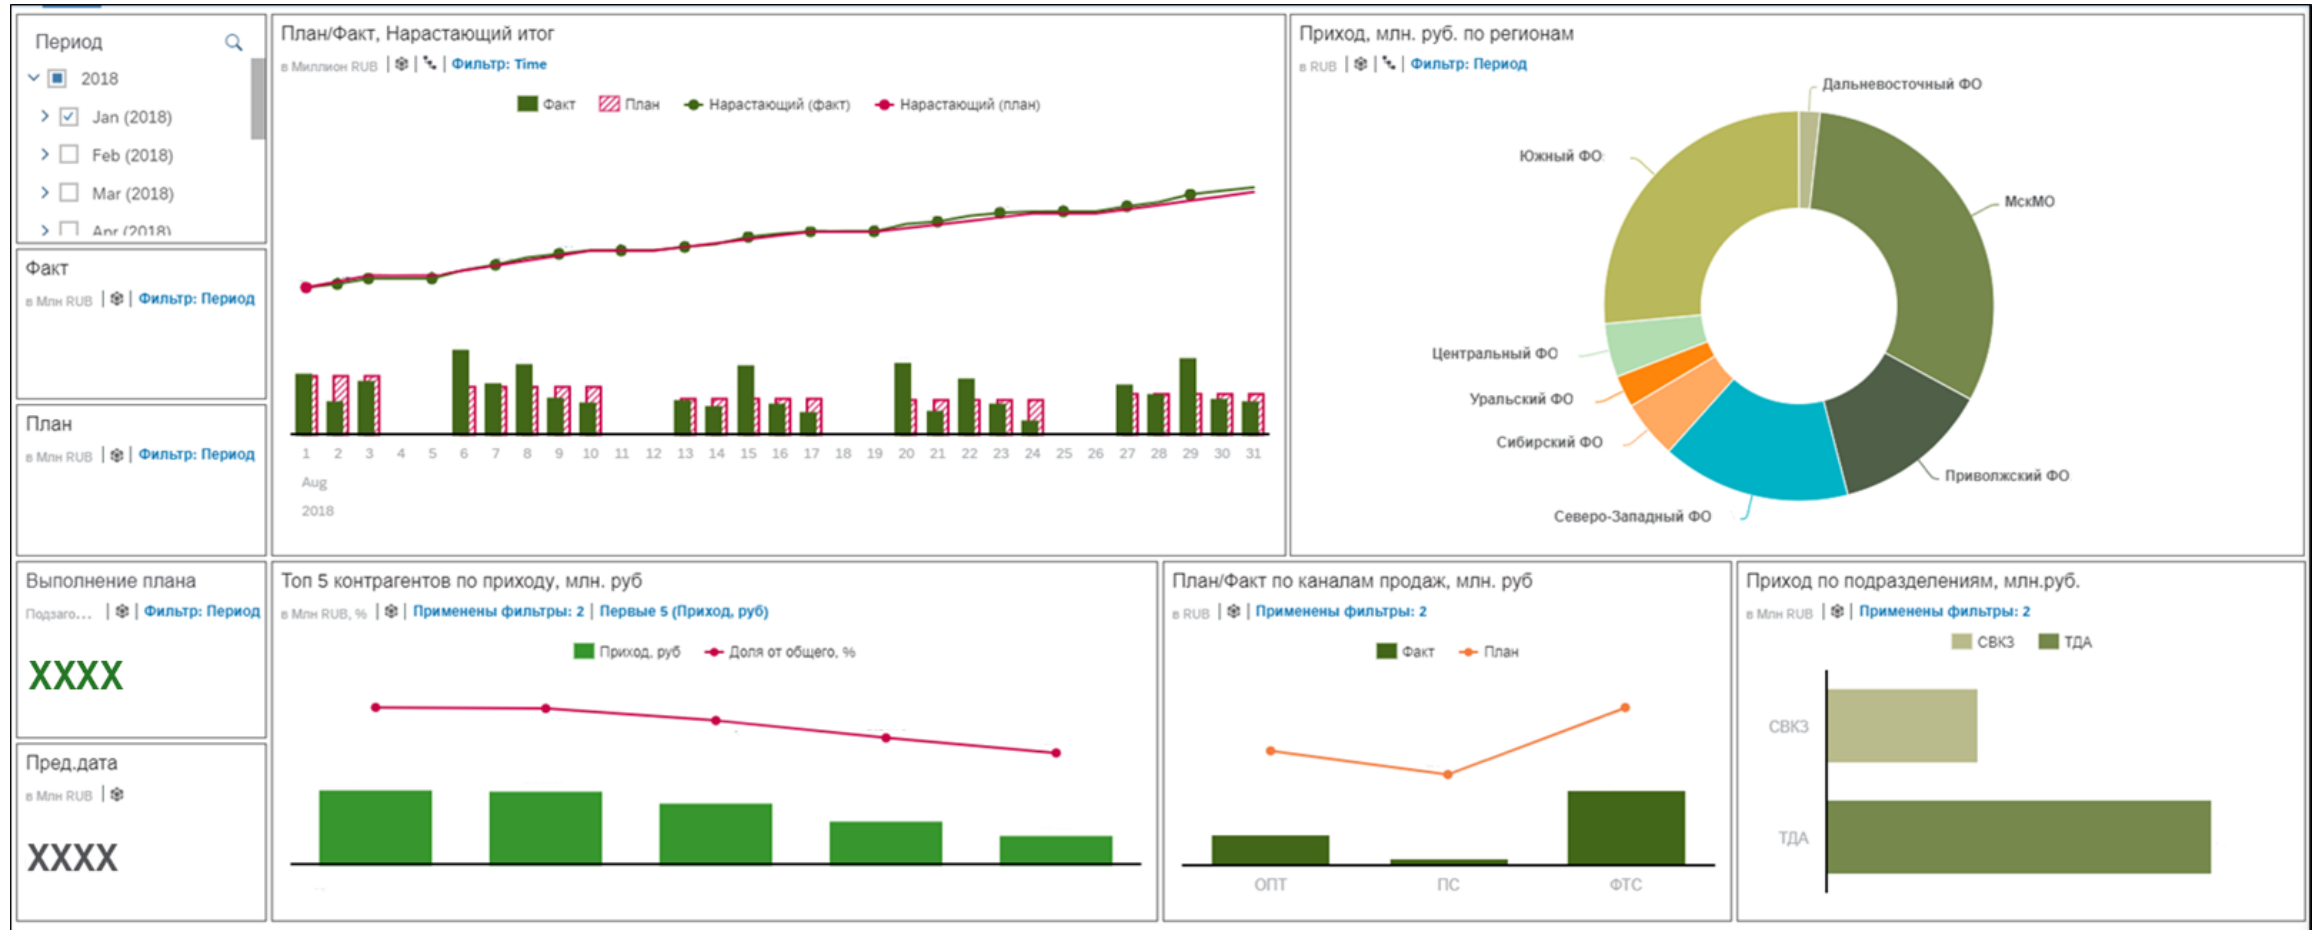 Период
2018
Jan (2018)
Feb (2018)
Mar (2018)
Apr (2018)
Факт
в Млн RUB | Фильтр: Период
План
в Млн RUB | Фильтр: Период
План/Факт, Нарастающий итог
в Миллион RUB | Фильтр: Time
Факт План Нарастающий (факт) Нарастающий (план)
1 2 3 4 5 6 7 8 9 10 11 12 13 14 15 16 17 18 19 20 21 22 23 24 25 26 27 28 29 30 31
Aug
2018
Приход, млн. руб. по регионам
в RUB | Фильтр: Период
Дальневосточный ФО
Южный ФО
МскМО
Центральный ФО
Уральский ФО
Сибирский ФО
Приволжский ФО
Северо-Западный ФО
Выполнение плана
Подзаго... | Фильтр: Период
XXXX
Пред.дата
в Млн RUB
XXXX
Топ 5 контрагентов по приходу, млн. руб
в Млн RUB, % | Применены фильтры: 2 | Первые 5 (Приход, руб)
Приход, руб Доля от общего, %
План/Факт по каналам продаж, млн. руб
в RUB | Применены фильтры: 2
Факт План
ОПТ ПС ФТС
Приход по подразделениям, млн.руб.
в Млн RUB | Применены фильтры: 2
СВКЗ ТДА
СВКЗ
ТДА